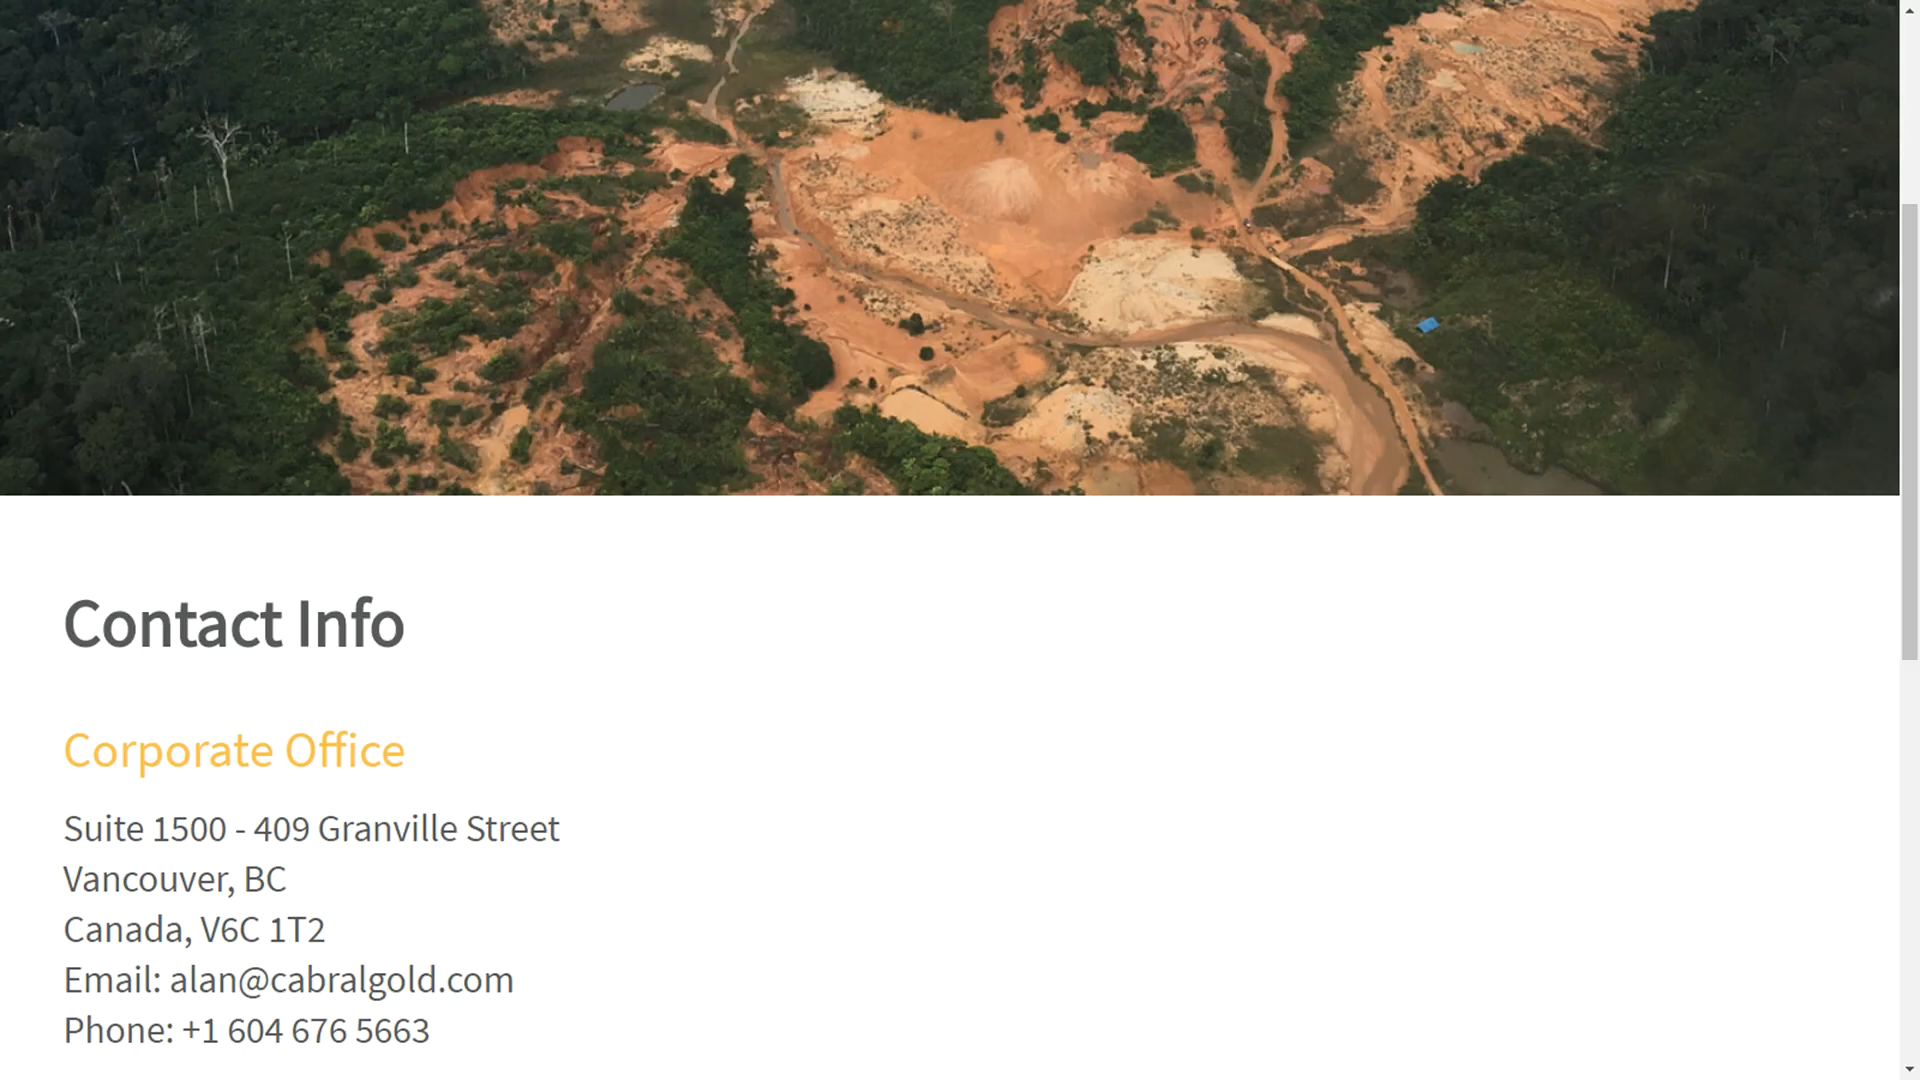 Contact Info
Corporate Office
Suite 1500 - 409 Granville Street
Vancouver, BC
Canada, V6C 1T2
Email: alan@cabralgold.com
Phone: +1 604 676 5663